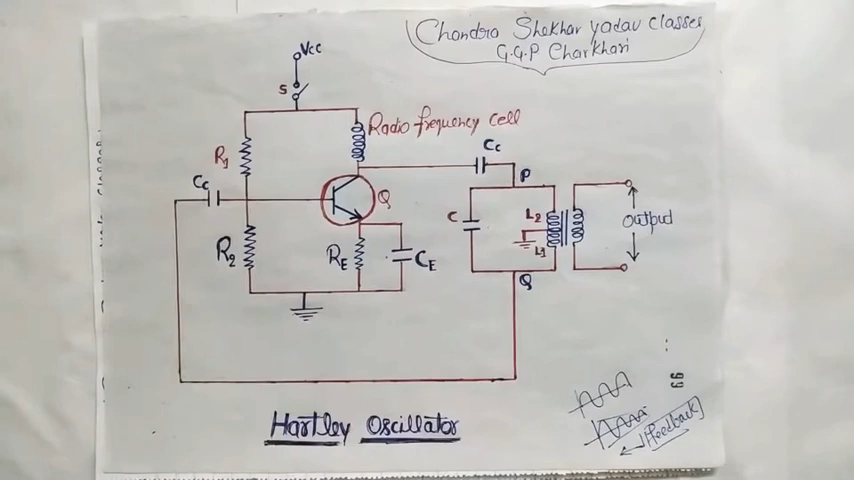 Chandra Shekhar yadav classes
G.G.P Charkhari
Vcc
S
Radio frequency cell
R1
Cc
Cc
P
Q
C
L2
L1
output
R2
RE
CE
Q
Hartley Oscillator
[feedback]